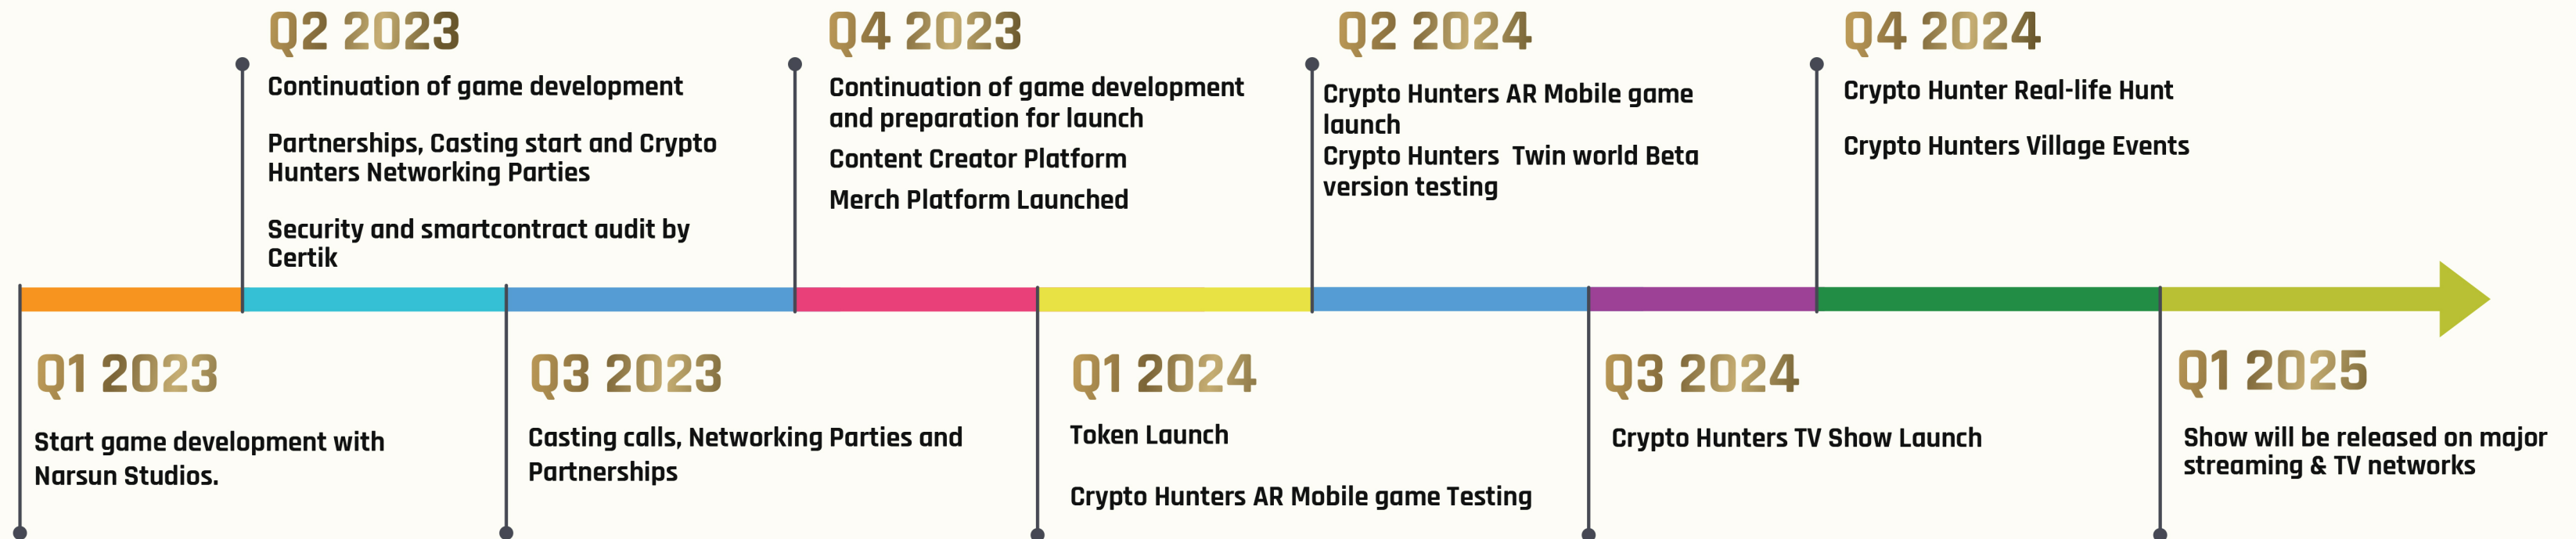 Q2 2023
Continuation of game development
Partnerships, Casting start and Crypto
Hunters Networking Parties
Security and smartcontract audit by
Certik
Q4 2023
Continuation of game development
and preparation for launch
Content Creator Platform
Merch Platform Launched
Q2 2024
Crypto Hunters AR Mobile game
launch
Crypto Hunters  Twin world Beta
version testing
Q4 2024
Crypto Hunter Real-life Hunt
Crypto Hunters Village Events
Q1 2023
Start game development with
Narsun Studios.
Q3 2023
Casting calls, Networking Parties and
Partnerships
Q1 2024
Token Launch
Crypto Hunters AR Mobile game Testing
Q3 2024
Crypto Hunters TV Show Launch
Q1 2025
Show will be released on major
streaming & TV networks